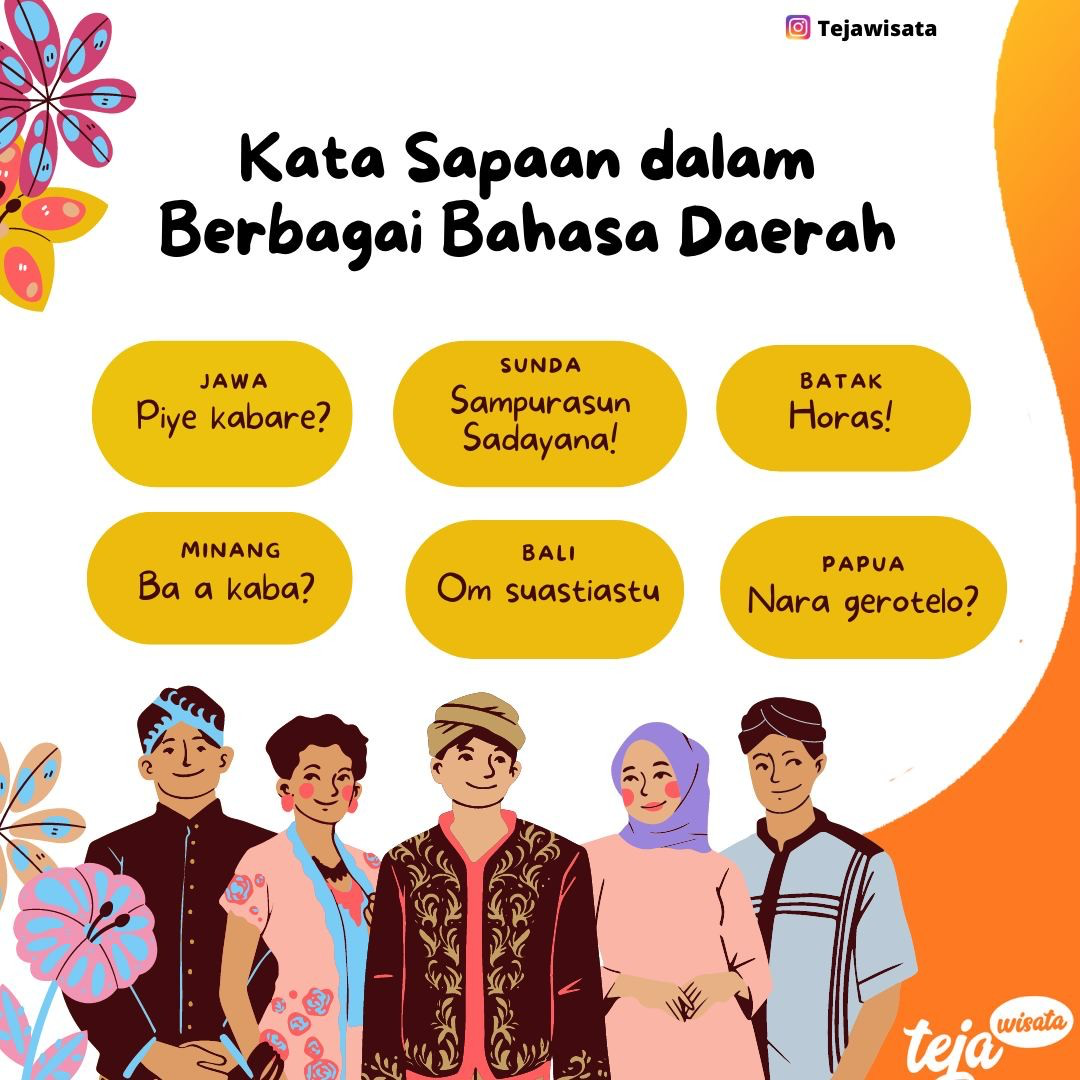 Tejawisata
Kata Sapaan dalam
Berbagai Bahasa Daerah
JAWA
Piye kabare?
SUNDA
Sampurasun
Sadayana!
BATAK
Horas!
MINANG
Ba a kaba?
BALI
Om suastiastu
PAPUA
Nara gerotelo?
teja wisata